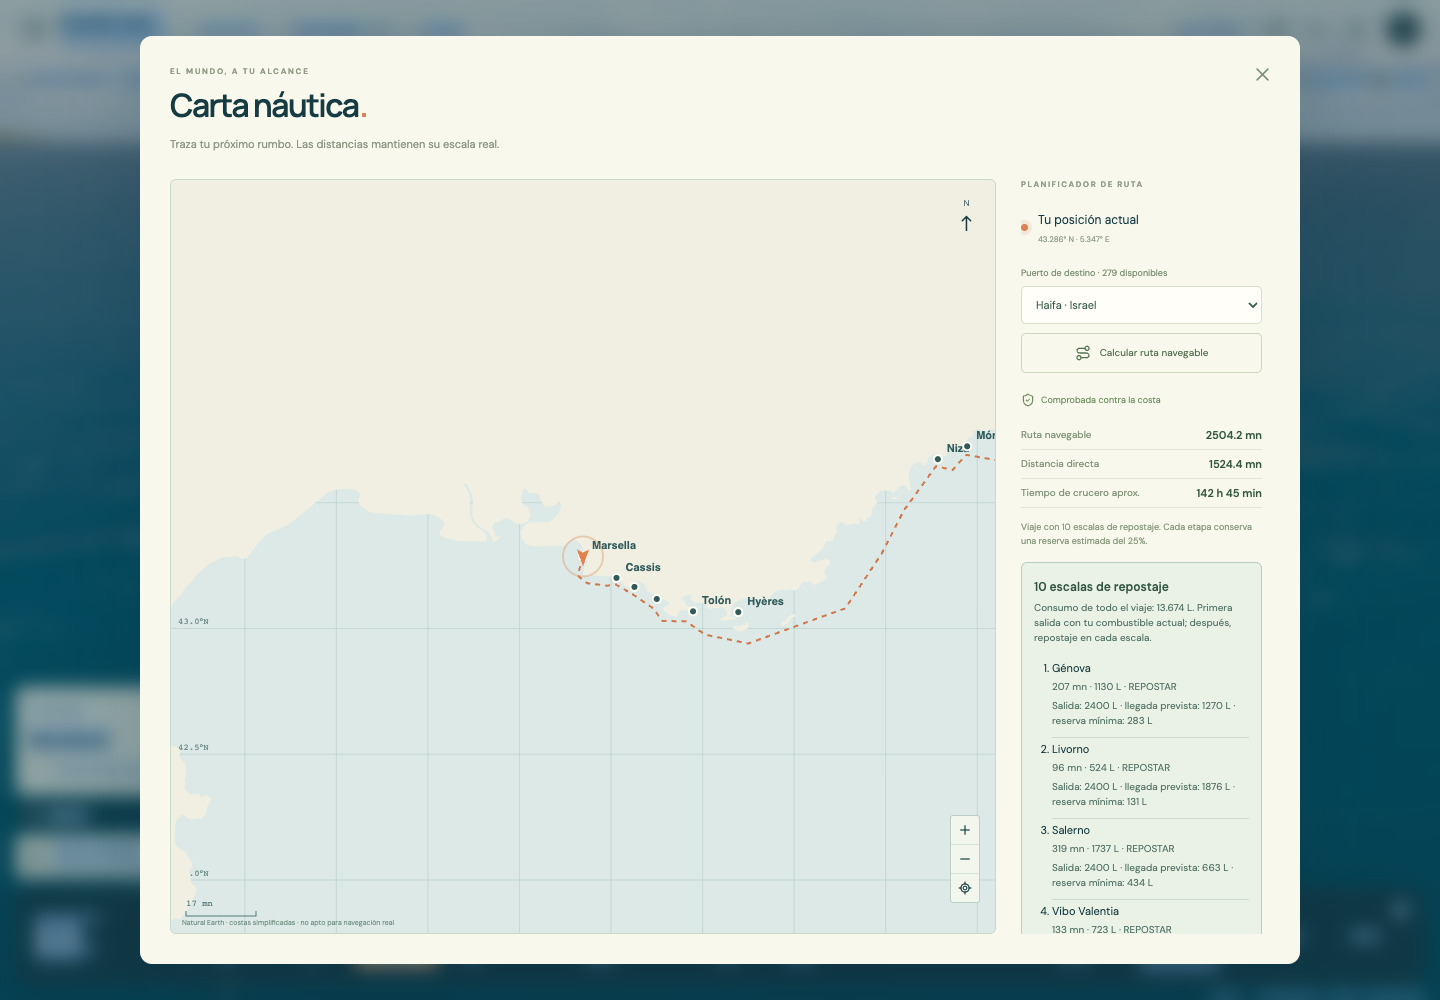 EL MUNDO, A TU ALCANCE
Carta náutica.
Traza tu próximo rumbo. Las distancias mantienen su escala real.
N
Niza
Marsella
Cassis
Tolón
Hyères
43.0°N
42.5°N
.0°N
17 mn
Natural Earth · costas simplificadas · no apto para navegación real
PLANIFICADOR DE RUTA
Tu posición actual
43.286° N · 5.347° E
Puerto de destino · 279 disponibles
Haifa · Israel
Calcular ruta navegable
Comprobada contra la costa
Ruta navegable 2504.2 mn
Distancia directa 1524.4 mn
Tiempo de crucero aprox. 142 h 45 min
Viaje con 10 escalas de repostaje. Cada etapa conserva
una reserva estimada del 25%.
10 escalas de repostaje
Consumo de todo el viaje: 13.674 L. Primera
salida con tu combustible actual; después,
repostaje en cada escala.
1. Génova
207 mn · 1130 L · REPOSTAR
Salida: 2400 L · llegada prevista: 1270 L ·
reserva mínima: 283 L
2. Livorno
96 mn · 524 L · REPOSTAR
Salida: 2400 L · llegada prevista: 1876 L ·
reserva mínima: 131 L
3. Salerno
319 mn · 1737 L · REPOSTAR
Salida: 2400 L · llegada prevista: 663 L ·
reserva mínima: 434 L
4. Vibo Valentia
133 mn · 723 L · REPOSTAR